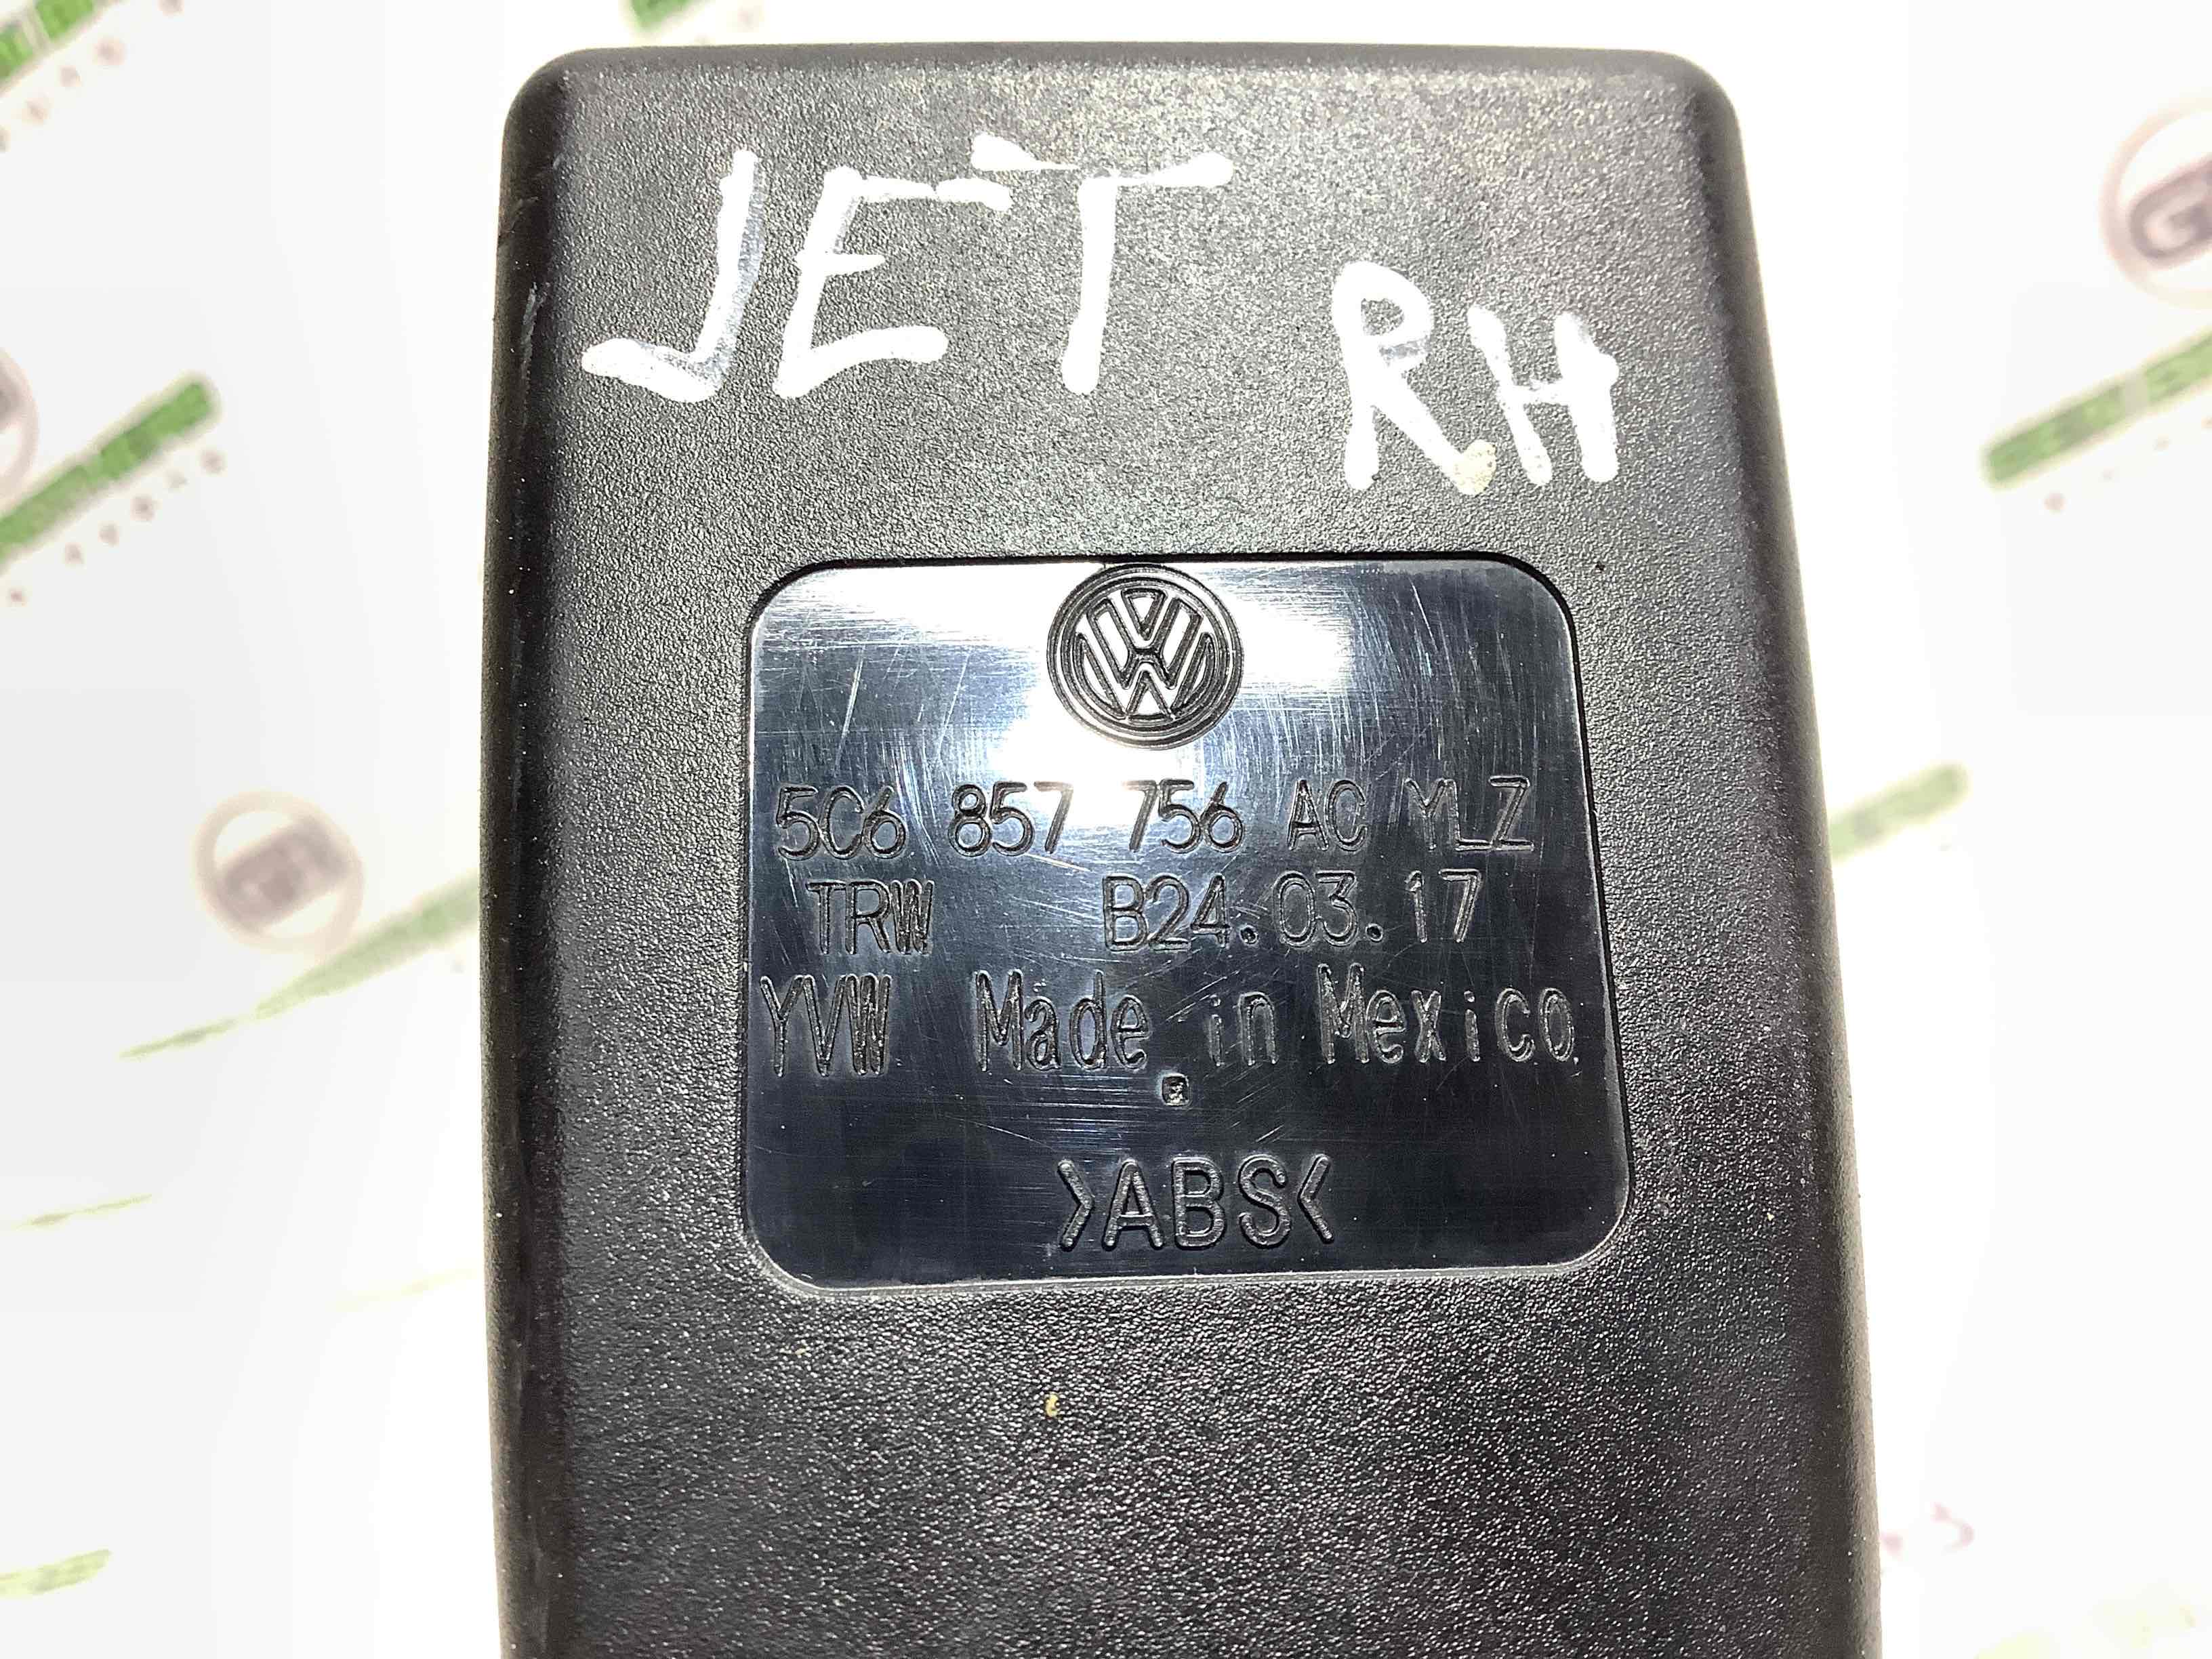 JET
RH
5C6 857 756 AC YLZ
TRW B24.03.17
YVW Made in Mexico
>ABS<